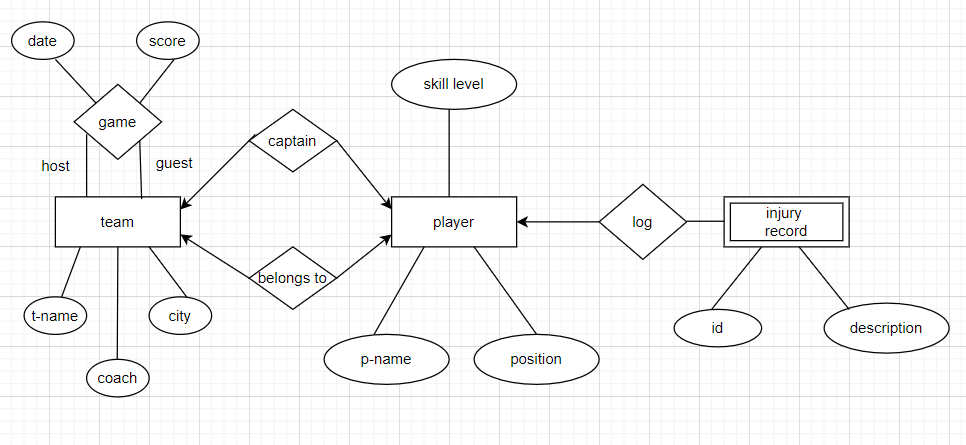 date
score
skill level
game
captain
host
guest
team
player
log
injury
record
belongs to
t-name
city
id
description
p-name
position
coach